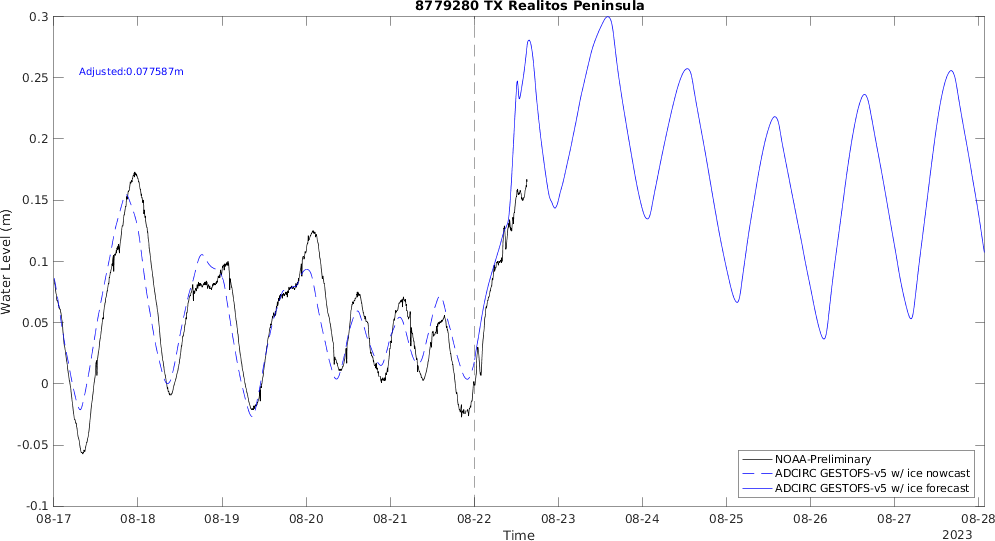 8779280 TX Realitos Peninsula
0.3
0.25
0.2
0.15
0.1
0.05
0
-0.05
-0.1
Water Level (m)
Adjusted:0.077587m
NOAA-Preliminary
ADCIRC GESTOFS-v5 w/ ice nowcast
ADCIRC GESTOFS-v5 w/ ice forecast
08-17 08-18 08-19 08-20 08-21 08-22 08-23 08-24 08-25 08-26 08-27 08-28
Time
2023